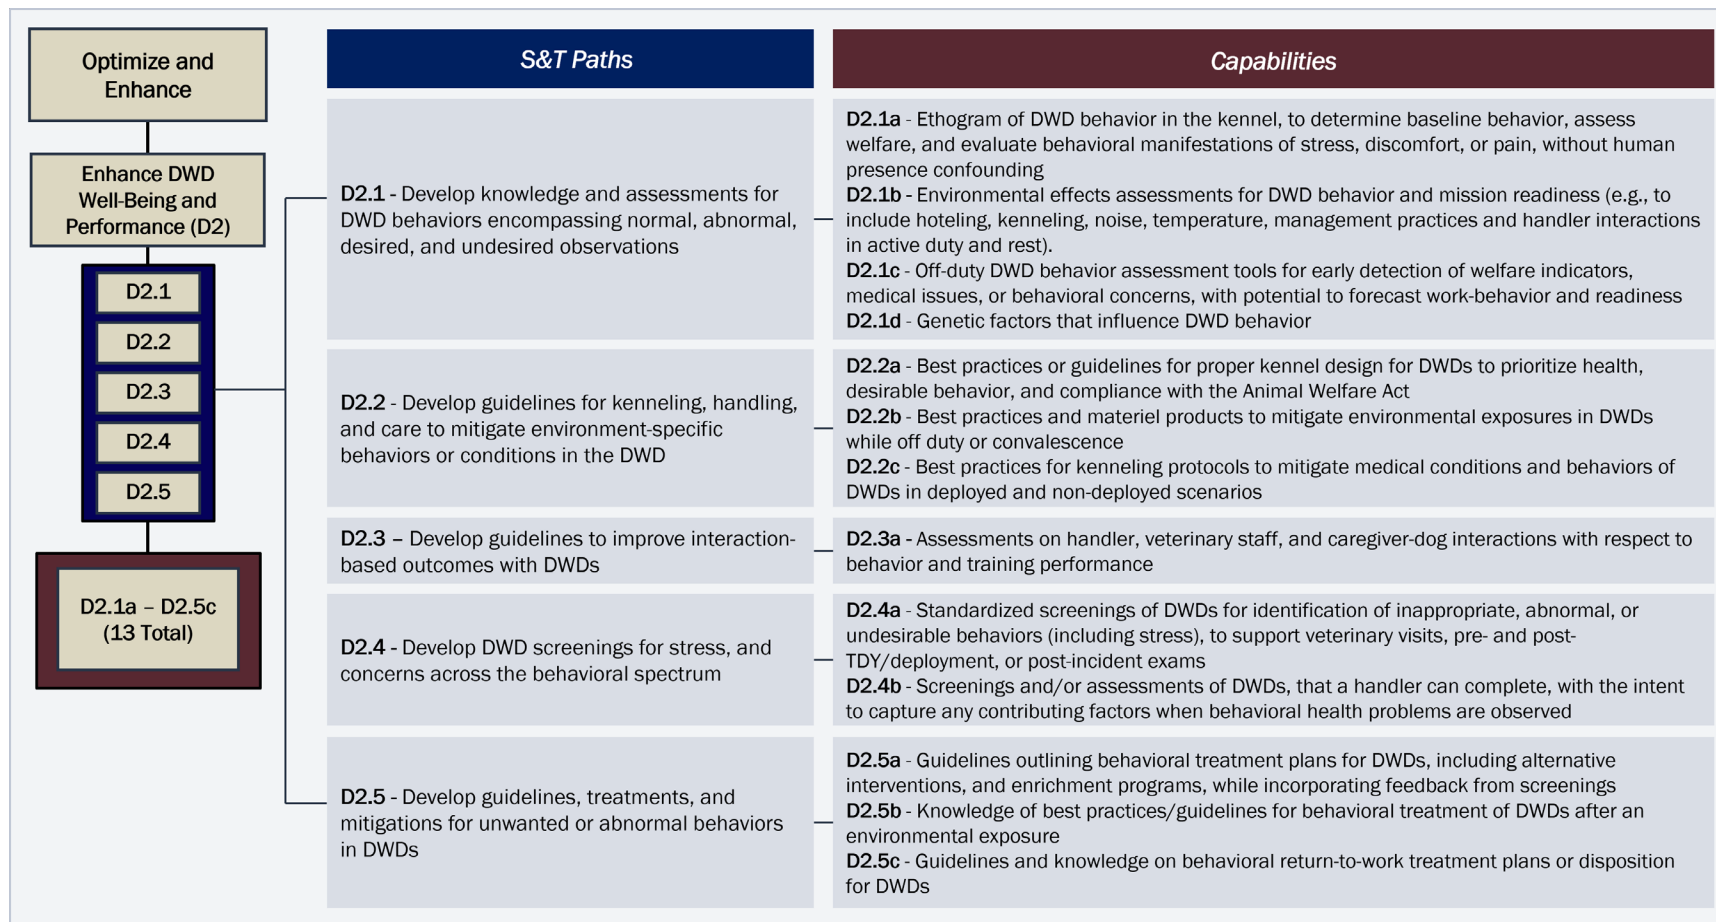 Optimize and
Enhance
Enhance DWD
Well-Being and
Performance (D2)
D2.1
D2.2
D2.3
D2.4
D2.5
D2.1a – D2.5c
(13 Total)
S&T Paths
Capabilities
D2.1 - Develop knowledge and assessments for
DWD behaviors encompassing normal, abnormal,
desired, and undesired observations
D2.1a - Ethogram of DWD behavior in the kennel, to determine baseline behavior, assess
welfare, and evaluate behavioral manifestations of stress, discomfort, or pain, without human
presence confounding
D2.1b - Environmental effects assessments for DWD behavior and mission readiness (e.g., to
include hoteling, kenneling, noise, temperature, management practices and handler interactions
in active duty and rest).
D2.1c - Off-duty DWD behavior assessment tools for early detection of welfare indicators,
medical issues, or behavioral concerns, with potential to forecast work-behavior and readiness
D2.1d - Genetic factors that influence DWD behavior
D2.2 - Develop guidelines for kenneling, handling,
and care to mitigate environment-specific
behaviors or conditions in the DWD
D2.2a - Best practices or guidelines for proper kennel design for DWDs to prioritize health,
desirable behavior, and compliance with the Animal Welfare Act
D2.2b - Best practices and materiel products to mitigate environmental exposures in DWDs
while off duty or convalescence
D2.2c - Best practices for kenneling protocols to mitigate medical conditions and behaviors of
DWDs in deployed and non-deployed scenarios
D2.3 – Develop guidelines to improve interaction-
based outcomes with DWDs
D2.3a - Assessments on handler, veterinary staff, and caregiver-dog interactions with respect to
behavior and training performance
D2.4 - Develop DWD screenings for stress, and
concerns across the behavioral spectrum
D2.4a - Standardized screenings of DWDs for identification of inappropriate, abnormal, or
undesirable behaviors (including stress), to support veterinary visits, pre- and post-
TDY/deployment, or post-incident exams
D2.4b - Screenings and/or assessments of DWDs, that a handler can complete, with the intent
to capture any contributing factors when behavioral health problems are observed
D2.5 - Develop guidelines, treatments, and
mitigations for unwanted or abnormal behaviors
in DWDs
D2.5a - Guidelines outlining behavioral treatment plans for DWDs, including alternative
interventions, and enrichment programs, while incorporating feedback from screenings
D2.5b - Knowledge of best practices/guidelines for behavioral treatment of DWDs after an
environmental exposure
D2.5c - Guidelines and knowledge on behavioral return-to-work treatment plans or disposition
for DWDs